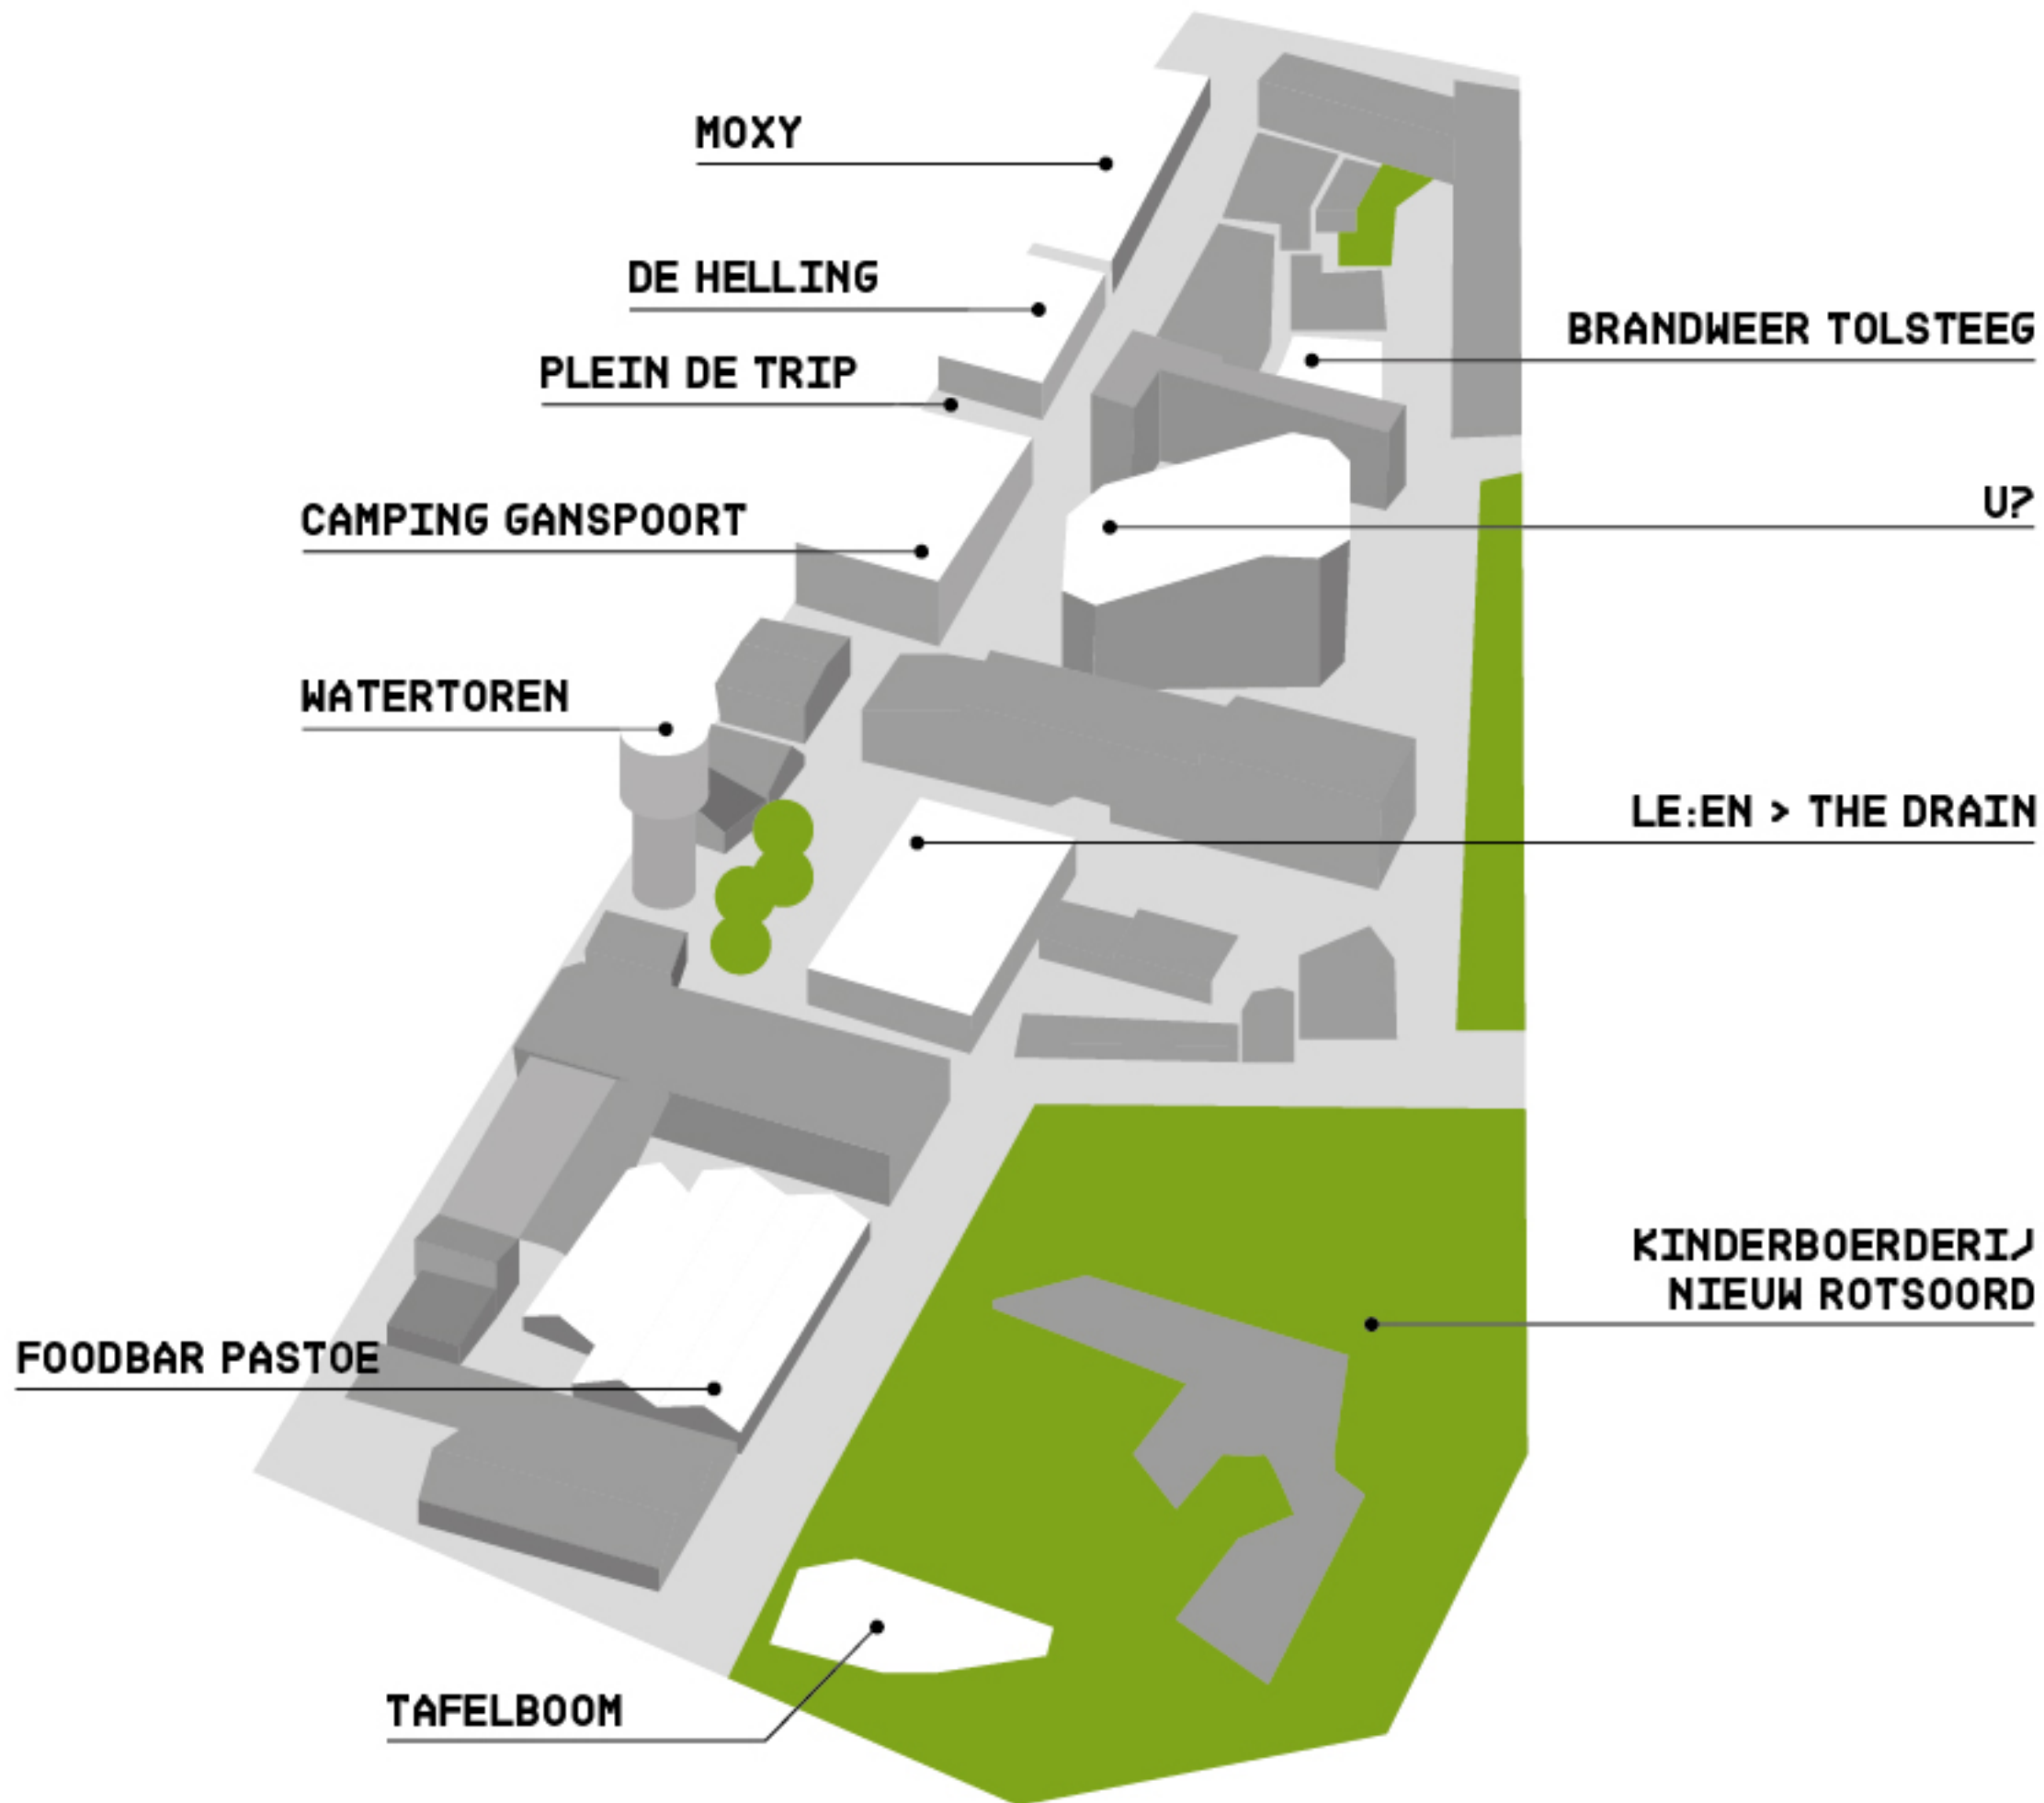 MOXY
DE HELLING
BRANDWEER TOLSTEEG
PLEIN DE TRIP
U?
CAMPING GANSPOORT
WATERTOREN
LE:EN > THE DRAIN
KINDERBOERDERIJ
NIEUW ROTSOORD
FOODBAR PASTOE
TAFELBOOM